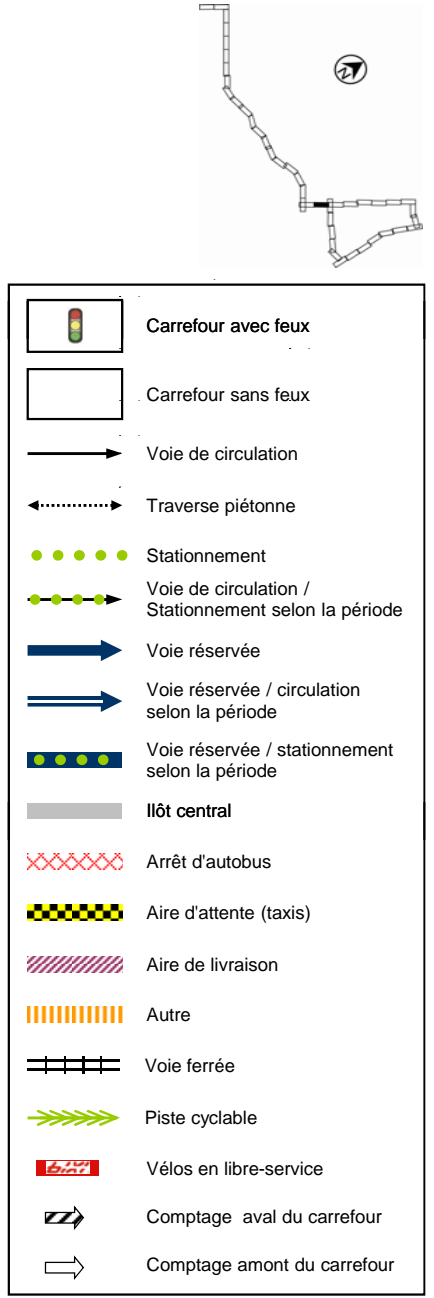 N
Carrefour avec feux
Carrefour sans feux
Voie de circulation
Traverse piétonne
Stationnement
Voie de circulation /
Stationnement selon la période
Voie réservée
Voie réservée / circulation
selon la période
Voie réservée / stationnement
selon la période
Ilôt central
Arrêt d'autobus
Aire d'attente (taxis)
Aire de livraison
Autre
Voie ferrée
Piste cyclable
Vélos en libre-service
Comptage aval du carrefour
Comptage amont du carrefour